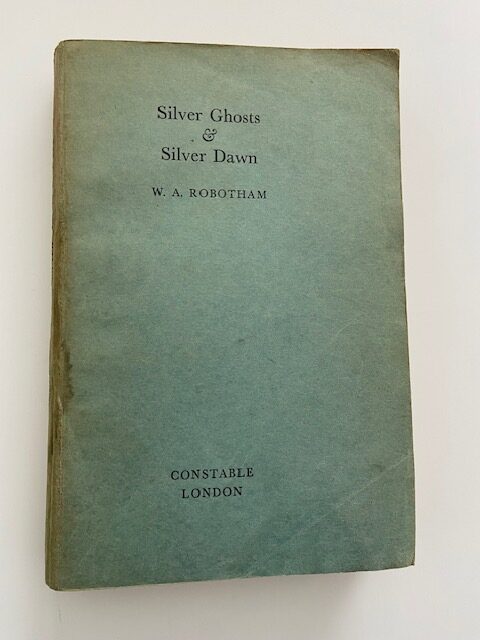 Silver Ghosts
&
Silver Dawn
W. A. ROBOTHAM
CONSTABLE
LONDON